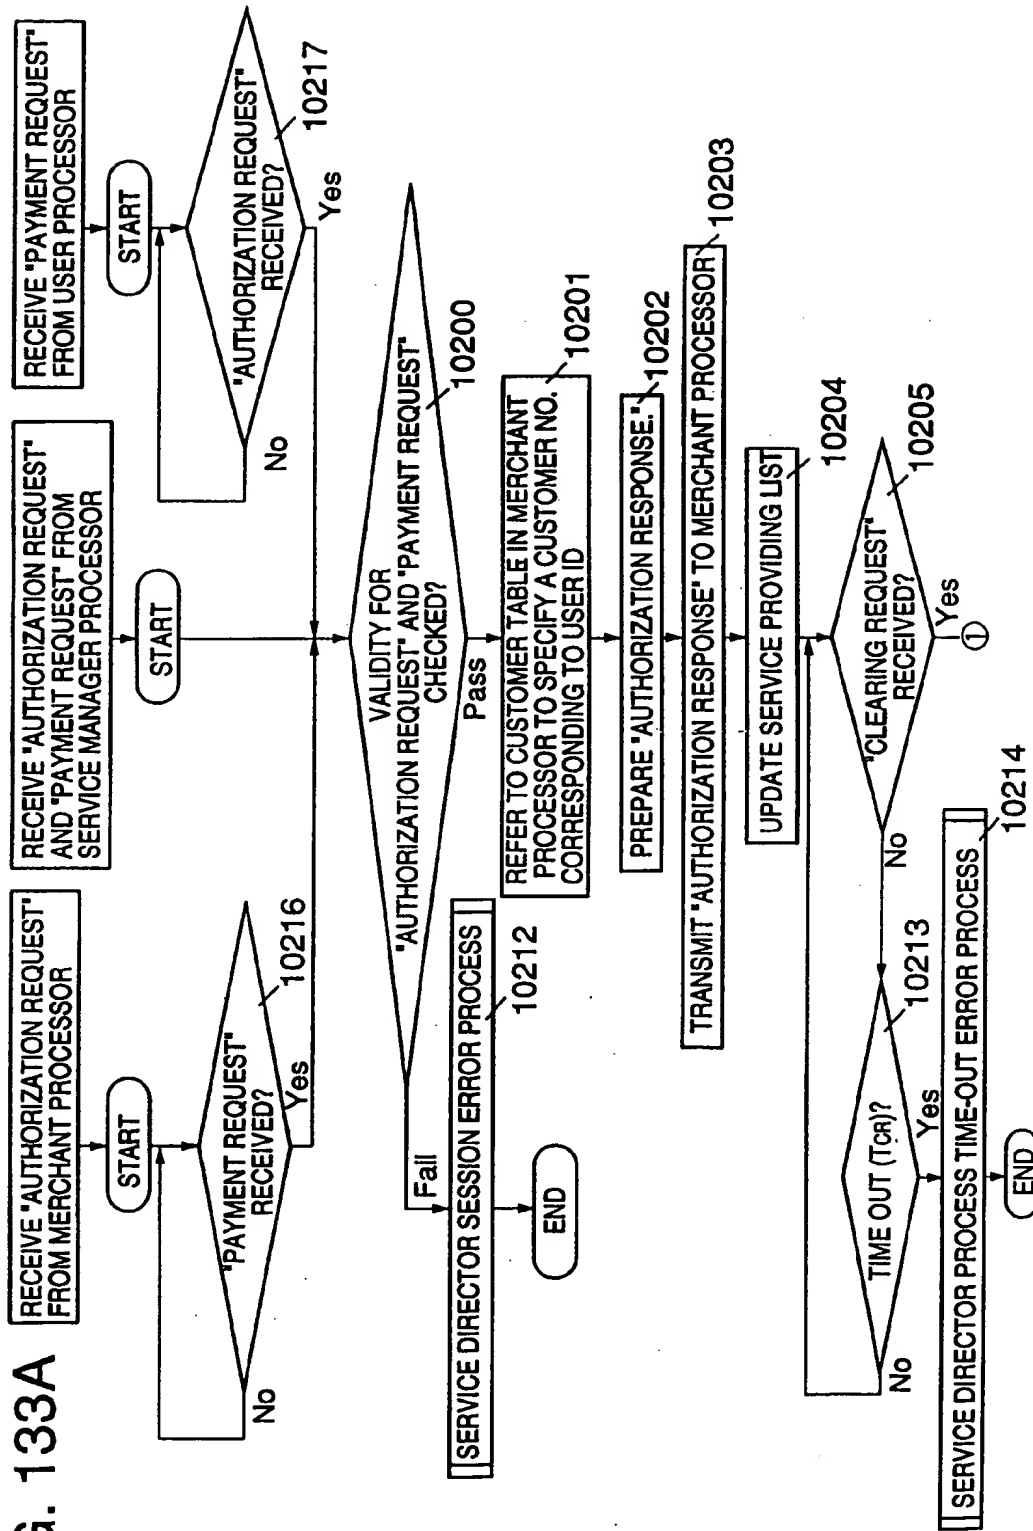 G. 133A
RECEIVE "AUTHORIZATION REQUEST"
FROM MERCHANT PROCESSOR
START
"PAYMENT REQUEST"
RECEIVED?
10216
Yes
No
RECEIVE "AUTHORIZATION REQUEST"
AND "PAYMENT REQUEST" FROM
SERVICE MANAGER PROCESSOR
START
RECEIVE "PAYMENT REQUEST"
FROM USER PROCESSOR
START
"AUTHORIZATION REQUEST"
RECEIVED?
10217
Yes
No
VALIDITY FOR
"AUTHORIZATION REQUEST" AND "PAYMENT REQUEST"
CHECKED?
10200
Fail
Pass
SERVICE DIRECTOR SESSION ERROR PROCESS
10212
END
REFER TO CUSTOMER TABLE IN MERCHANT
PROCESSOR TO SPECIFY A CUSTOMER NO.
CORRESPONDING TO USER ID
10201
PREPARE "AUTHORIZATION RESPONSE."
10202
TRANSMIT "AUTHORIZATION RESPONSE" TO MERCHANT PROCESSOR
10203
UPDATE SERVICE PROVIDING LIST
10204
"CLEARING REQUEST"
RECEIVED?
10205
No
Yes
1
TIME OUT (TCR)?
10213
No
Yes
SERVICE DIRECTOR PROCESS TIME-OUT ERROR PROCESS
10214
END